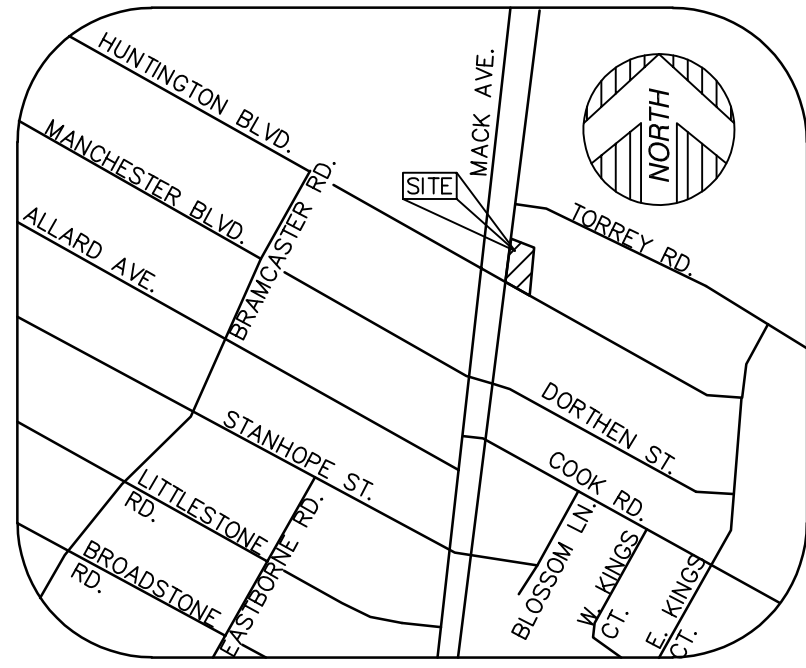 HUNTINGTON BLVD.
MACK AVE.
NORTH
MANCHESTER BLVD.
BRAMCASTER RD.
SITE
ALLARD AVE.
TORREY RD.
STANHOPE ST.
DORTHEN ST.
COOK RD.
LITTLESTONE
RD.
EASTBORNE RD.
BLOSSOM LN.
W. KINGS
CT.
E. KINGS
CT.
BROADSTONE
RD.